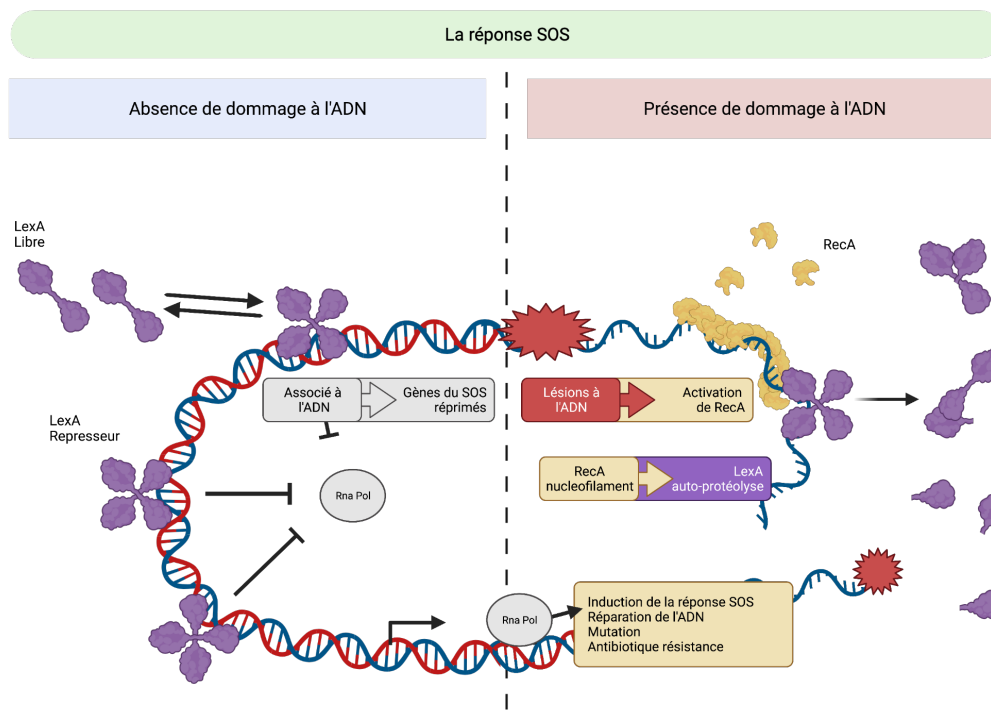 La réponse SOS
Absence de dommage à l'ADN
Présence de dommage à l'ADN
LexA
Libre
RecA
Associé à
l'ADN
Gènes du SOS
réprimés
Lésions à
l'ADN
Activation
de RecA
LexA
Represseur
RecA
nucleofilament
LexA
auto-protéolyse
Rna Pol
Rna Pol
Induction de la réponse SOS
Réparation de l'ADN
Mutation
Antibiotique résistance